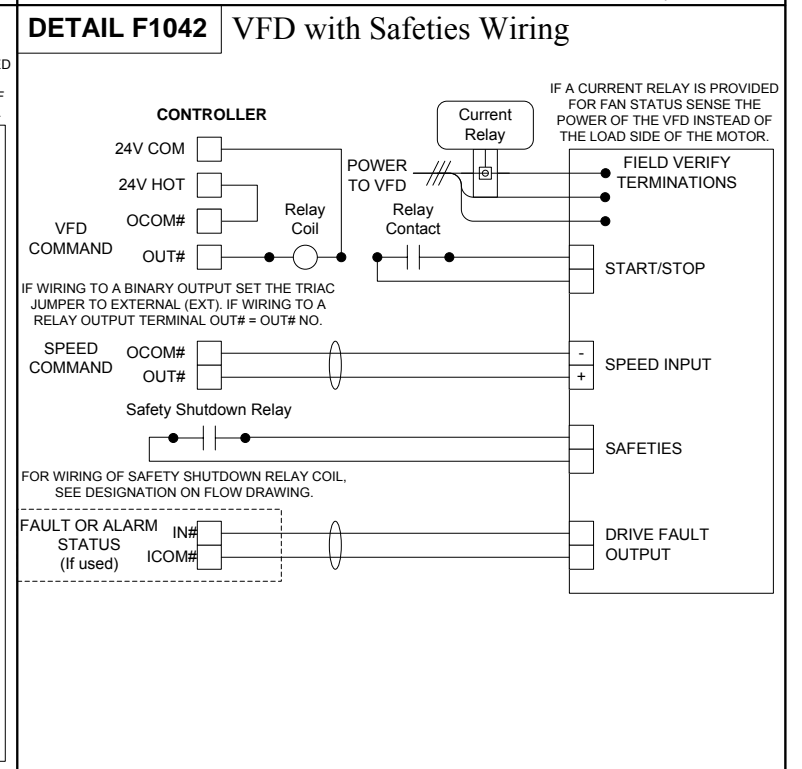 DETAIL F1042
VFD with Safeties Wiring
IF A CURRENT RELAY IS PROVIDED
FOR FAN STATUS SENSE THE
POWER OF THE VFD INSTEAD OF
THE LOAD SIDE OF THE MOTOR.
CONTROLLER
Current
Relay
24V COM
24V HOT
OCOM#
OUT#
VFD
COMMAND
Relay
Coil
POWER
TO VFD
Relay
Contact
FIELD VERIFY
TERMINATIONS
START/STOP
IF WIRING TO A BINARY OUTPUT SET THE TRIAC
JUMPER TO EXTERNAL (EXT). IF WIRING TO A
RELAY OUTPUT TERMINAL OUT# = OUT# NO.
SPEED
COMMAND
OCOM#
OUT#
-
+
SPEED INPUT
Safety Shutdown Relay
SAFETIES
FOR WIRING OF SAFETY SHUTDOWN RELAY COIL,
SEE DESIGNATION ON FLOW DRAWING.
FAULT OR ALARM
STATUS
(If used)
IN#
ICOM#
DRIVE FAULT
OUTPUT